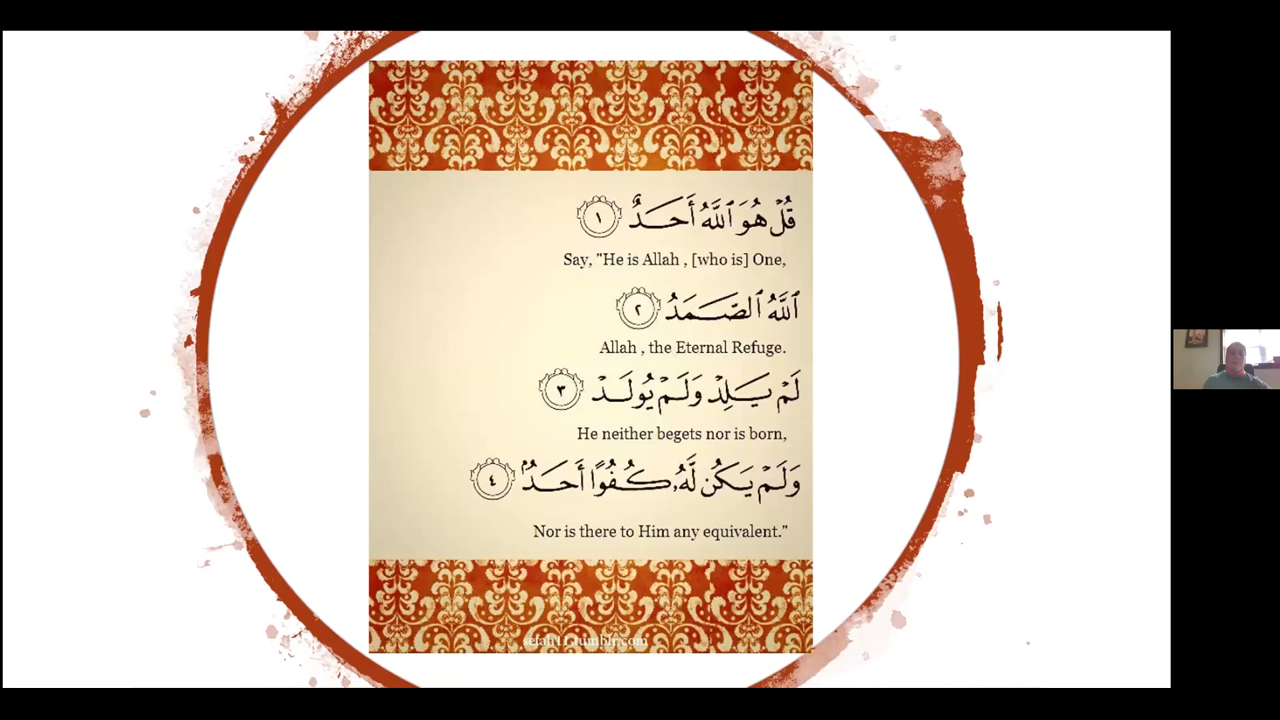 قُلْ هُوَ ٱللَّهُ أَحَدٌ ١
Say, "He is Allah , [who is] One,
ٱللَّهُ ٱلصَّمَدُ ٢
Allah , the Eternal Refuge.
لَمْ يَلِدْ وَلَمْ يُولَدْ ٣
He neither begets nor is born,
وَلَمْ يَكُن لَّهُۥ كُفُوًا أَحَدٌۢ ٤
Nor is there to Him any equivalent."